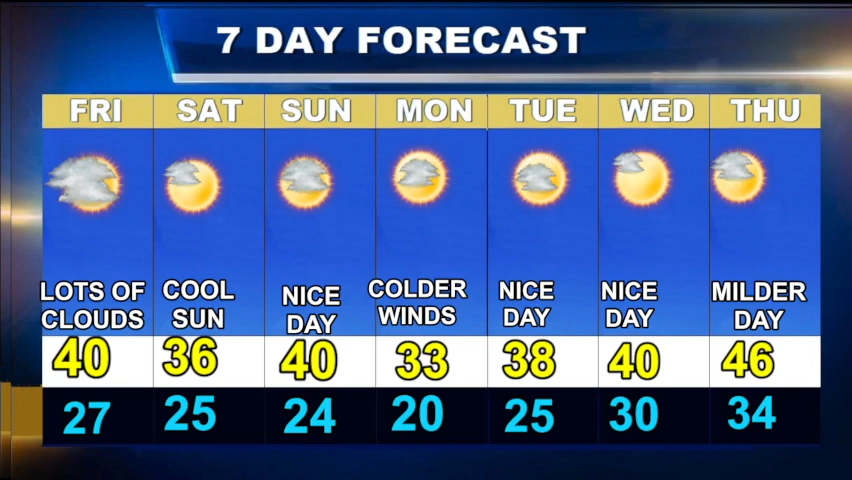 7 DAY FORECAST
FRI SAT SUN MON TUE WED THU
LOTS OF CLOUDS
COOL SUN
NICE DAY
COLDER WINDS
NICE DAY
NICE DAY
MILDER DAY
40 36 40 33 38 40 46
27 25 24 20 25 30 34